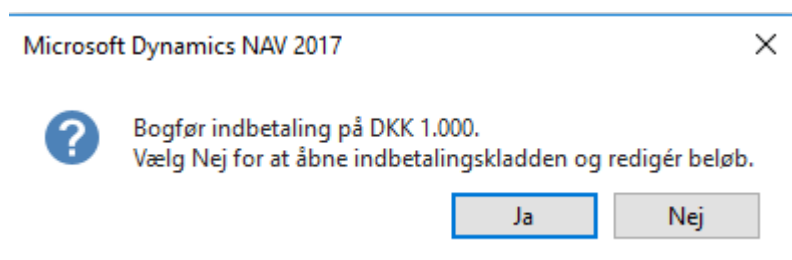 Microsoft Dynamics NAV 2017
Bogfør indbetaling på DKK 1.000.
Vælg Nej for at åbne indbetalingskladden og redigér beløb.
Ja
Nej